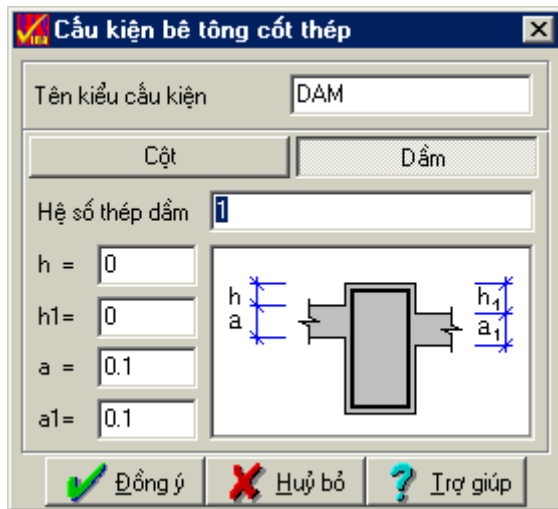 Cấu kiện bê tông cốt thép
Tên kiểu cấu kiện DAM
Cột Dầm
Hệ số thép dầm 1
h = 0
h1= 0
a = 0.1
a1= 0.1
h h₁
a a₁
Đồng ý Huỷ bỏ Trợ giúp